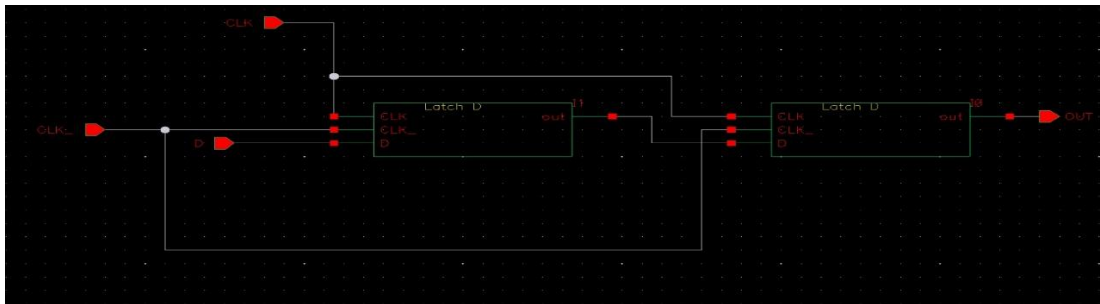 CLK
Latch D I1 Latch D I0
CLK out CLK out OUT
CLK_ CLK_ CLK_
D D D